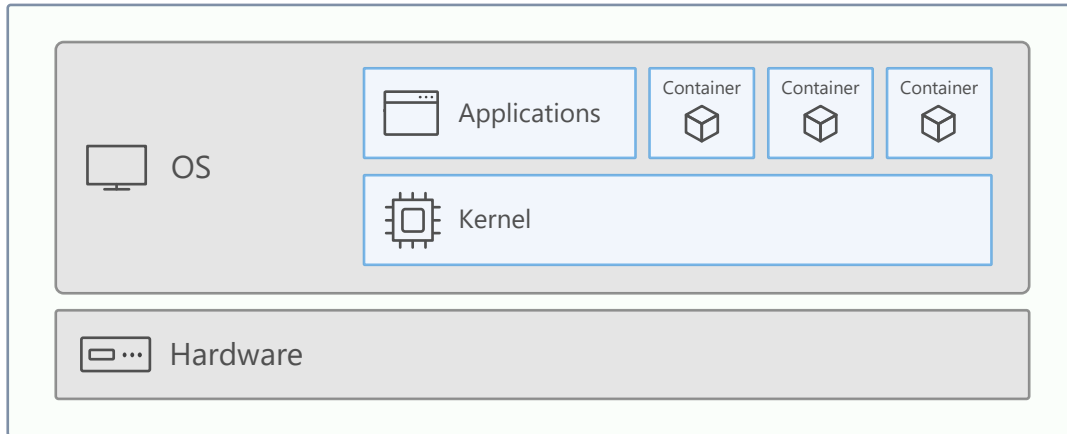 Applications
Container
Container
Container
OS
Kernel
Hardware